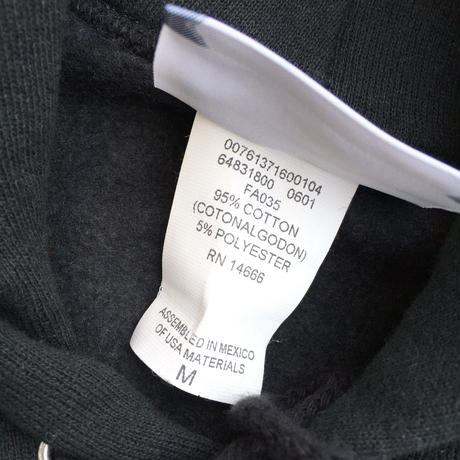 00761371600104
64831800 0601
FA035
95% COTTON
(COTONALGODON)
5% POLYESTER
RN 14666
ASSEMBLED IN MEXICO
OF USA MATERIALS
M